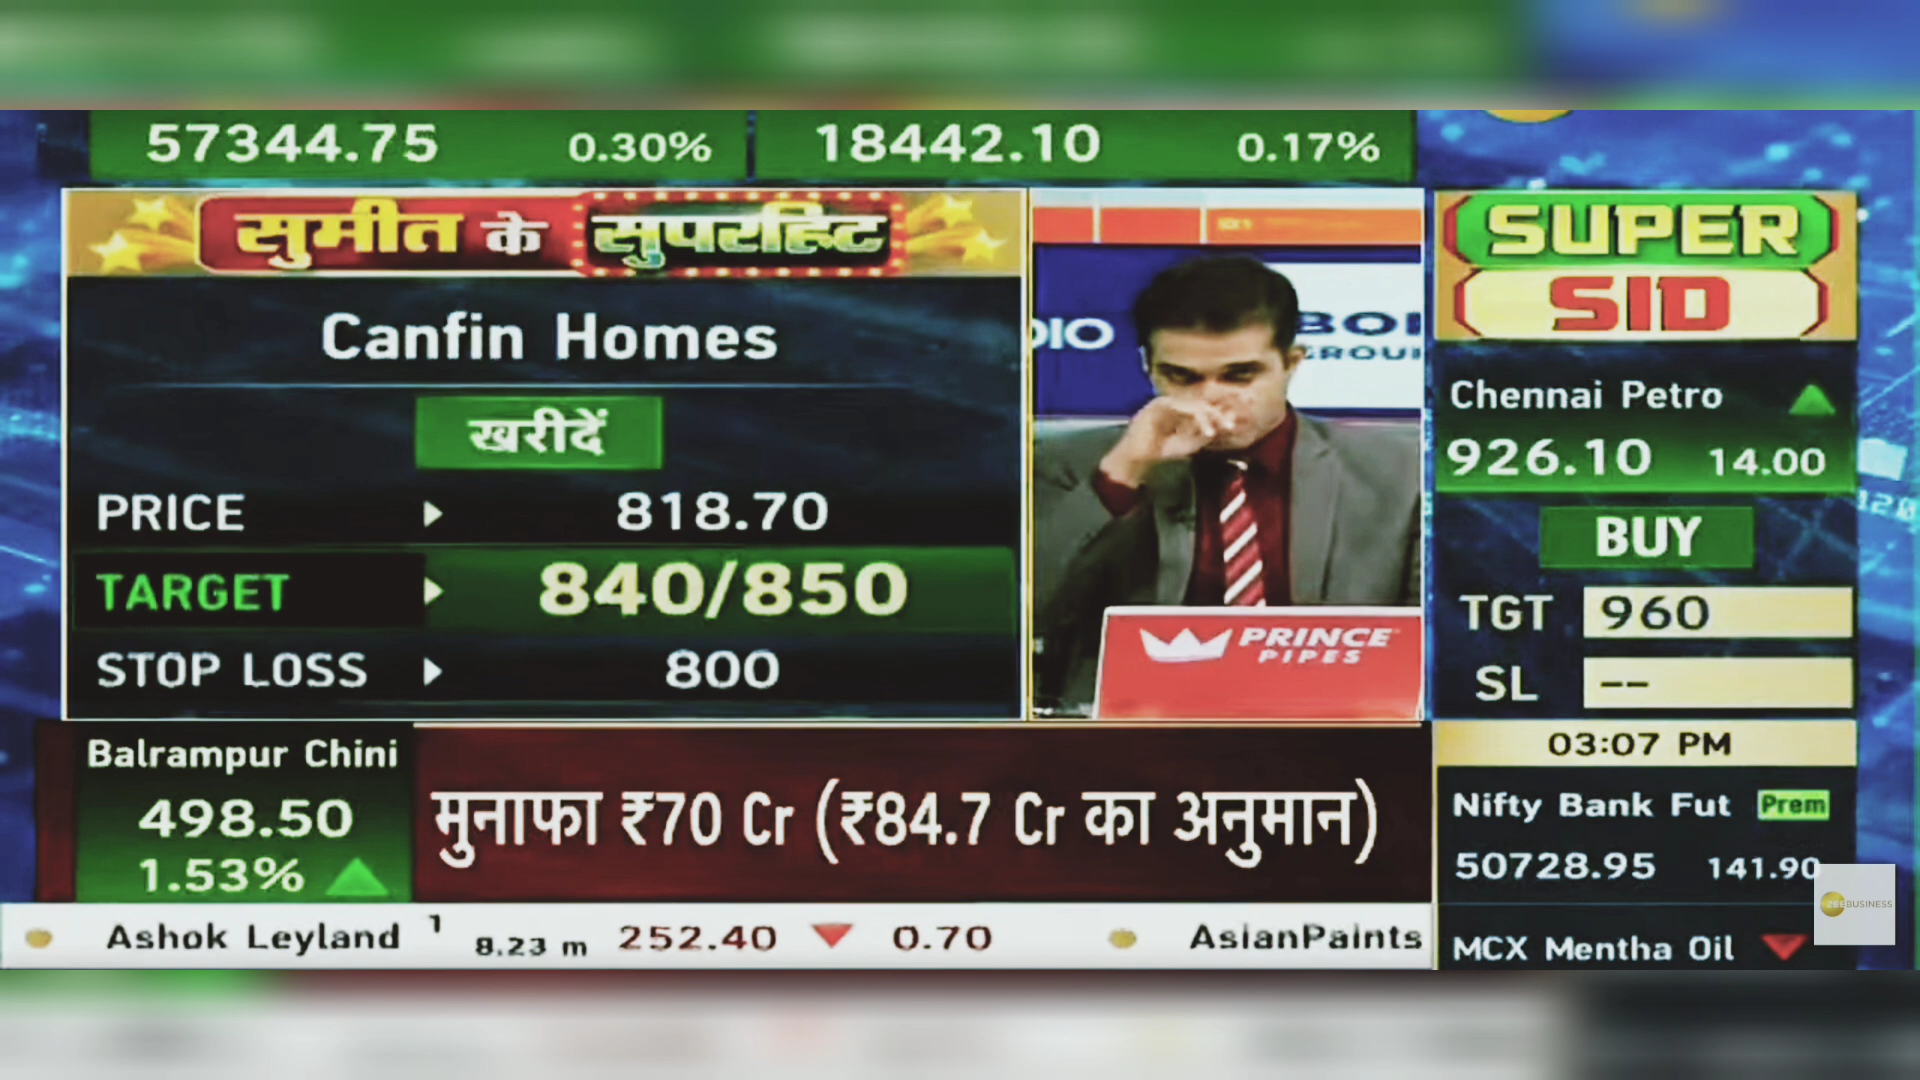 57344.75 0.30% 18442.10 0.17%
सुमीत के सुपरहिट
Canfin Homes
खरीदें
PRICE 818.70
TARGET 840/850
STOP LOSS 800
DIO
GROUP
PRINCE
PIPES
SUPER
SID
Chennai Petro
926.10 14.00
BUY
TGT 960
SL --
03:07 PM
Nifty Bank Fut Prem
50728.95 141.90
MCX Mentha Oil
ZEEBUSINESS
Balrampur Chini
498.50
1.53%
मुनाफा ₹70 Cr (₹84.7 Cr का अनुमान)
Ashok Leyland 8.23 m 252.40 0.70 AsianPaints